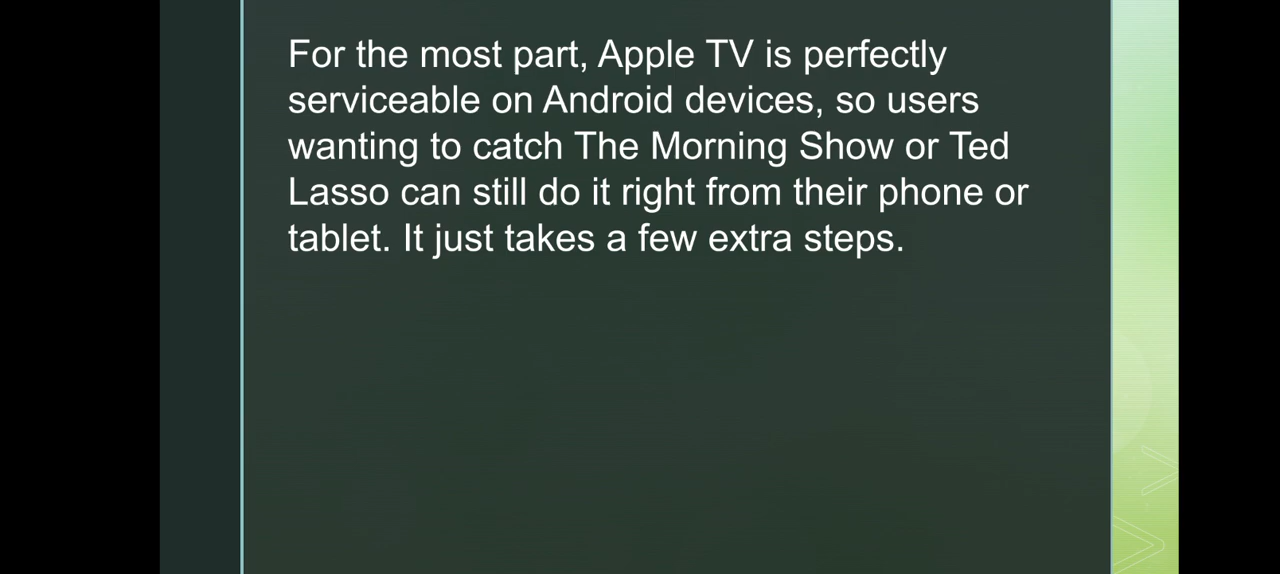 For the most part, Apple TV is perfectly
serviceable on Android devices, so users
wanting to catch The Morning Show or Ted
Lasso can still do it right from their phone or
tablet. It just takes a few extra steps.